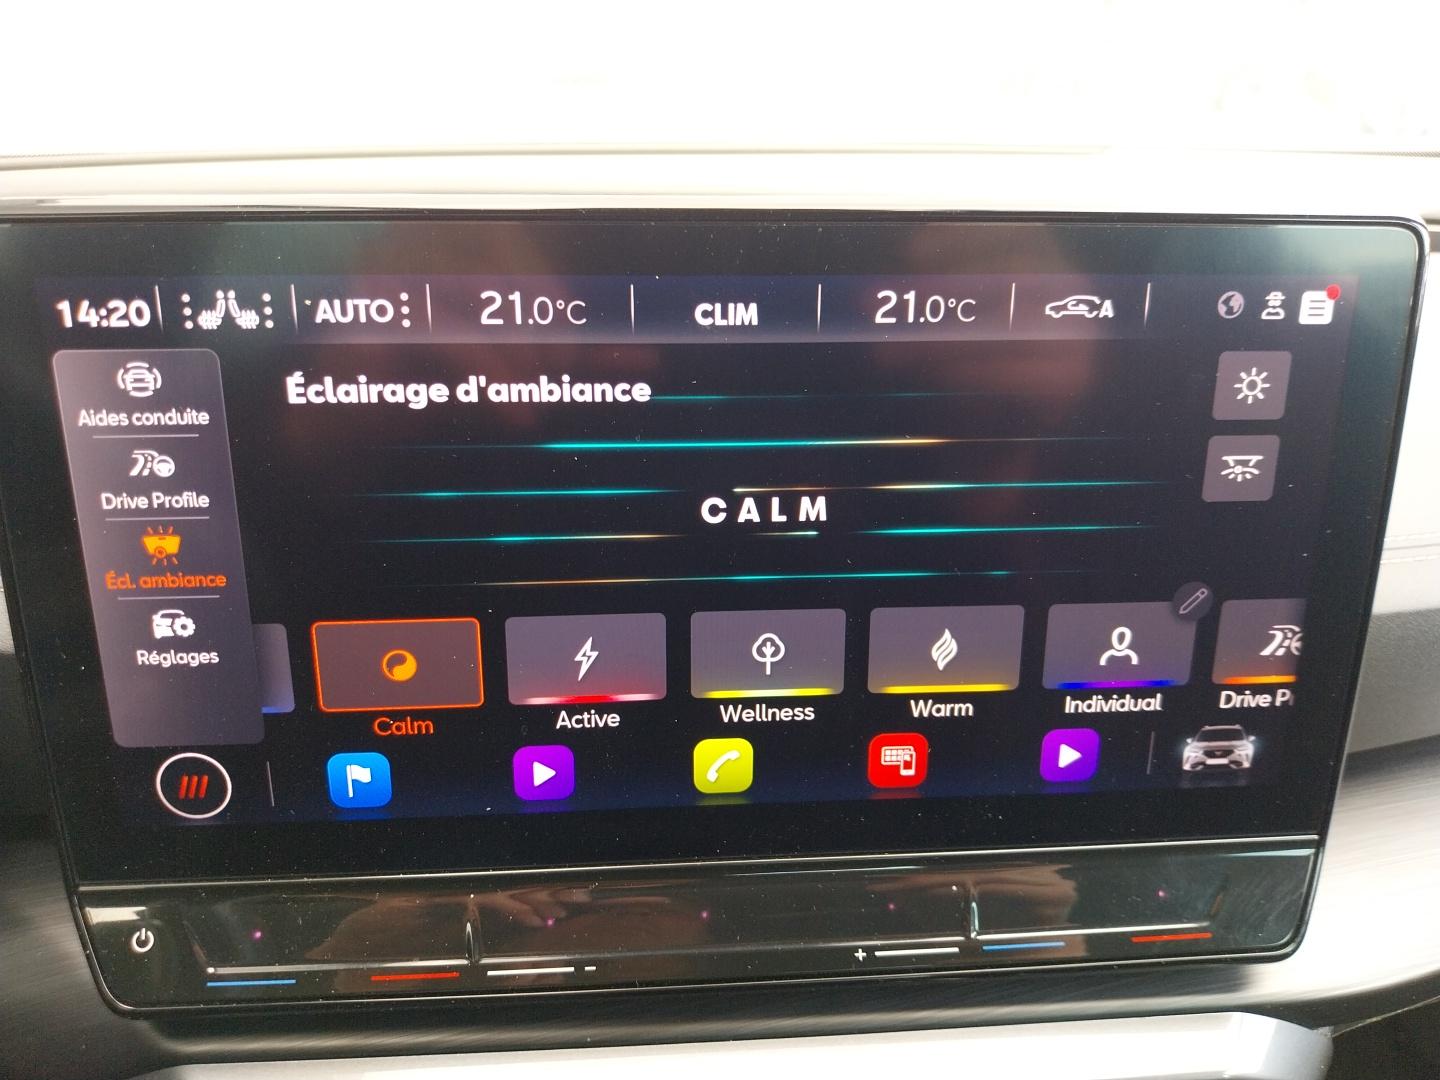 14:20 AUTO 21.0°C CLIM 21.0°C A
Éclairage d'ambiance
Aides conduite
Drive Profile
Écl. ambiance
Réglages
CALM
Calm Active Wellness Warm Individual Drive P
- +